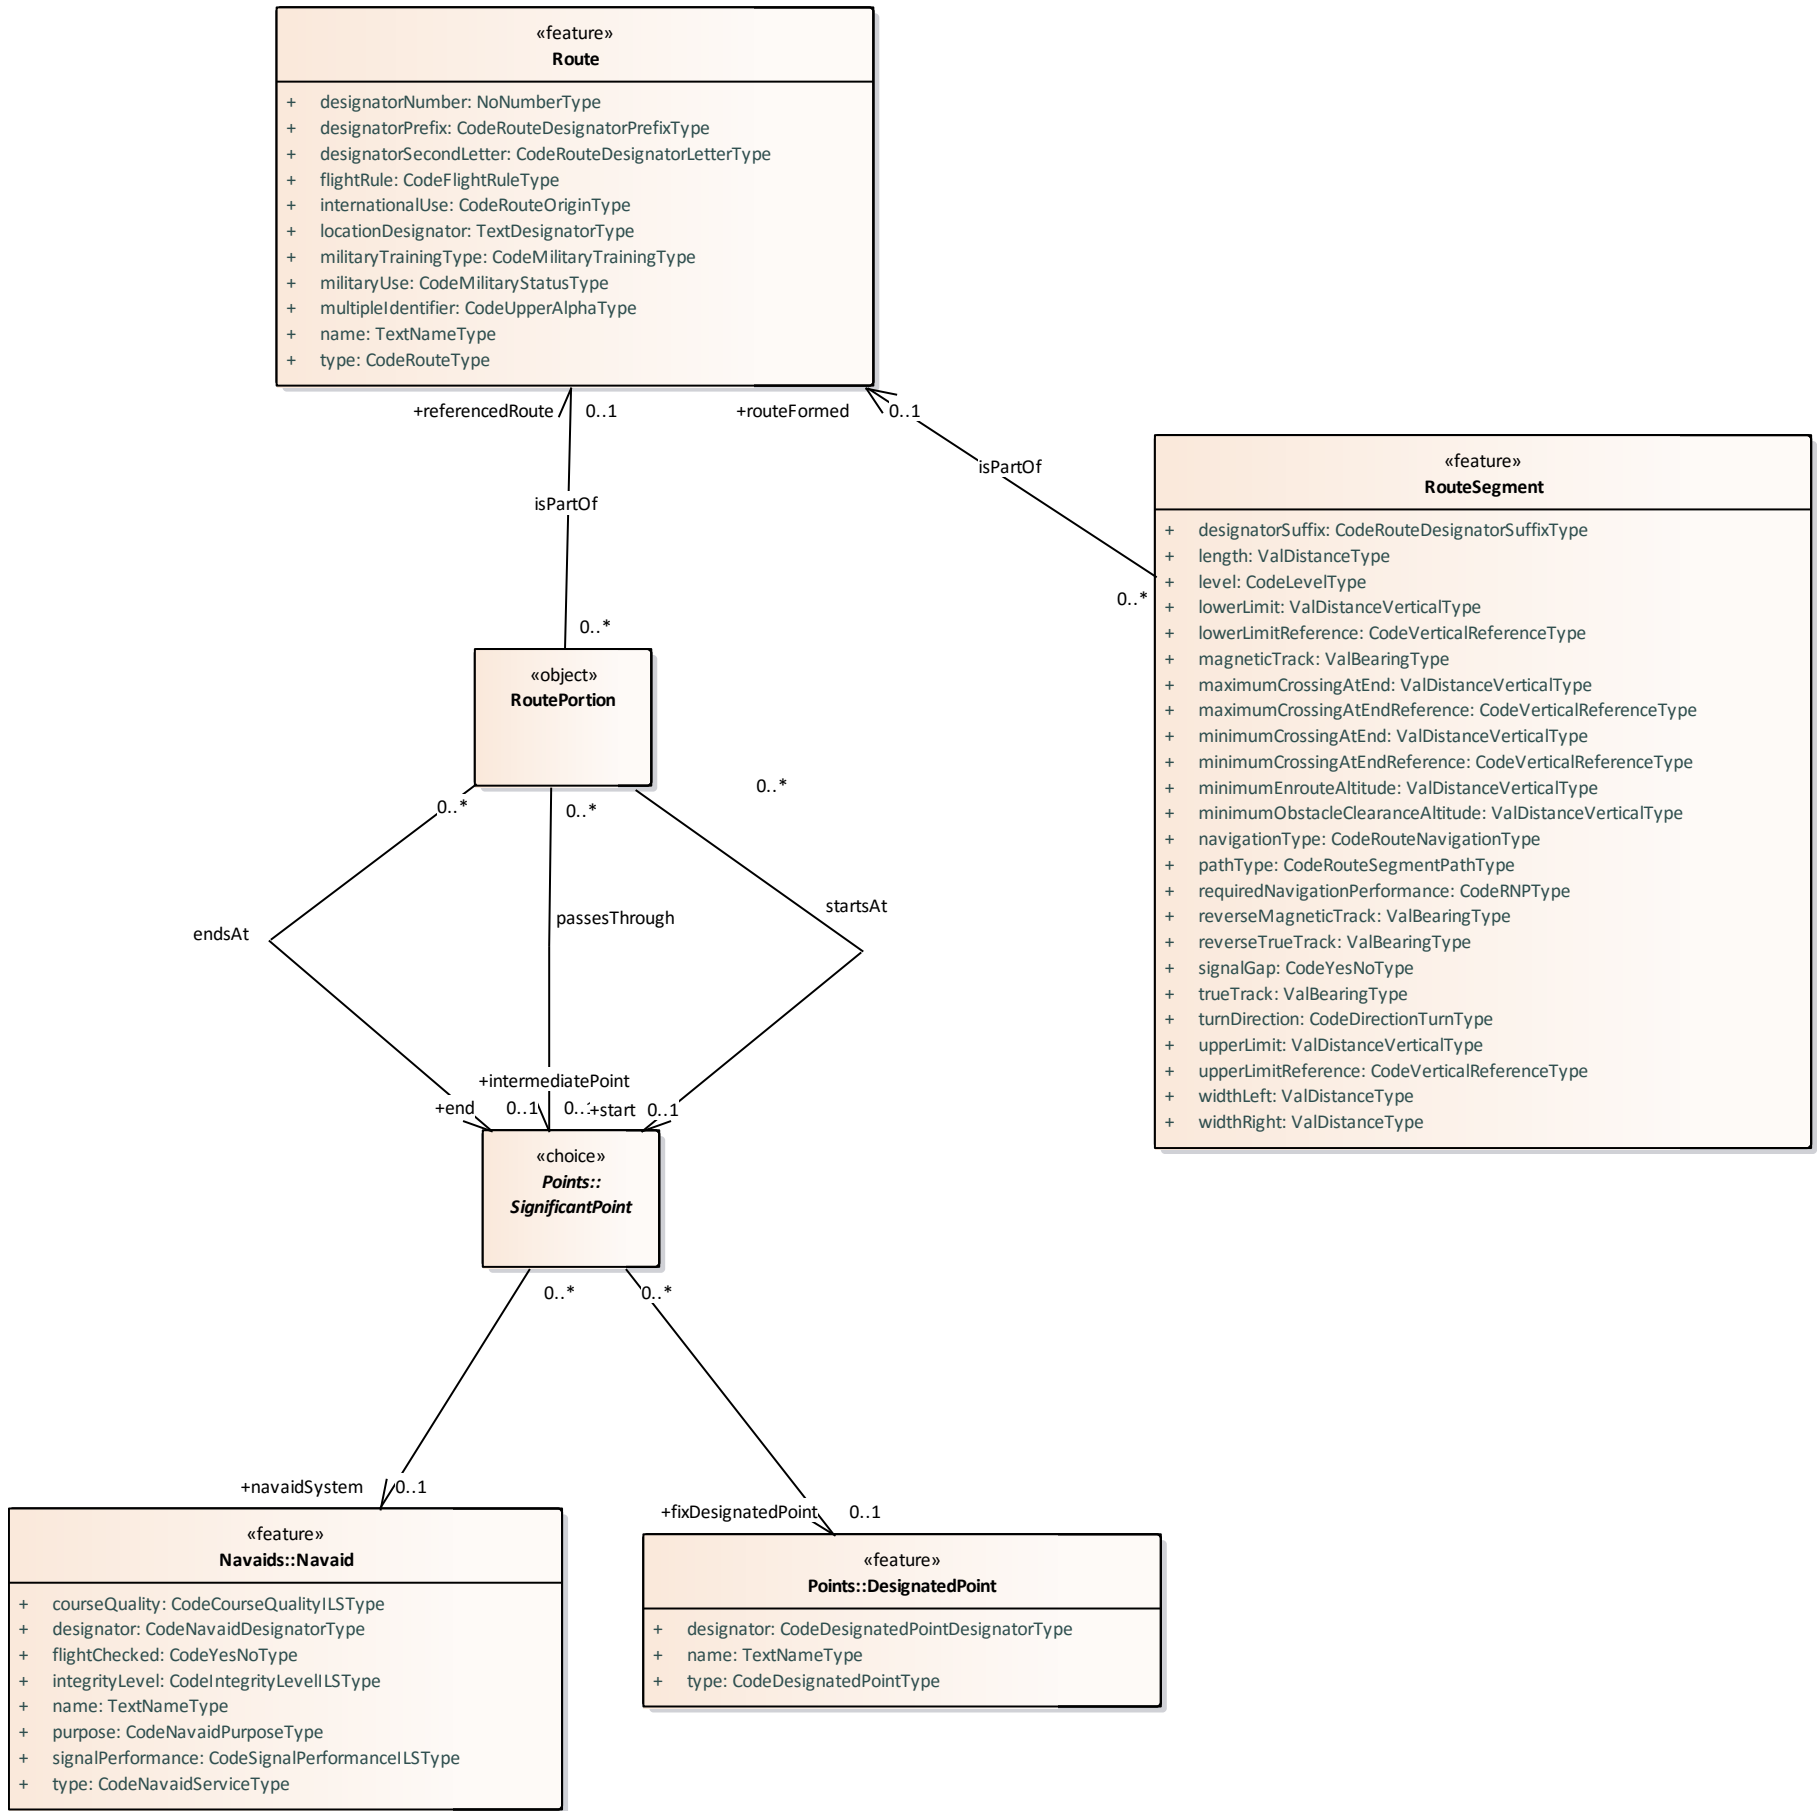 «feature»
Route
+ designatorNumber: NoNumberType
+ designatorPrefix: CodeRouteDesignatorPrefixType
+ designatorSecondLetter: CodeRouteDesignatorLetterType
+ flightRule: CodeFlightRuleType
+ internationalUse: CodeRouteOriginType
+ locationDesignator: TextDesignatorType
+ militaryTrainingType: CodeMilitaryTrainingType
+ militaryUse: CodeMilitaryStatusType
+ multipleIdentifier: CodeUpperAlphaType
+ name: TextNameType
+ type: CodeRouteType
+referencedRoute 0..1
+routeFormed 0..1
isPartOf
isPartOf
0..*
0..*
«feature»
RouteSegment
+ designatorSuffix: CodeRouteDesignatorSuffixType
+ length: ValDistanceType
+ level: CodeLevelType
+ lowerLimit: ValDistanceVerticalType
+ lowerLimitReference: CodeVerticalReferenceType
+ magneticTrack: ValBearingType
+ maximumCrossingAtEnd: ValDistanceVerticalType
+ maximumCrossingAtEndReference: CodeVerticalReferenceType
+ minimumCrossingAtEnd: ValDistanceVerticalType
+ minimumCrossingAtEndReference: CodeVerticalReferenceType
+ minimumEnrouteAltitude: ValDistanceVerticalType
+ minimumObstacleClearanceAltitude: ValDistanceVerticalType
+ navigationType: CodeRouteNavigationType
+ pathType: CodeRouteSegmentPathType
+ requiredNavigationPerformance: CodeRNPType
+ reverseMagneticTrack: ValBearingType
+ reverseTrueTrack: ValBearingType
+ signalGap: CodeYesNoType
+ trueTrack: ValBearingType
+ turnDirection: CodeDirectionTurnType
+ upperLimit: ValDistanceVerticalType
+ upperLimitReference: CodeVerticalReferenceType
+ widthLeft: ValDistanceType
+ widthRight: ValDistanceType
«object»
RoutePortion
0..*
0..*
0..*
endsAt
passesThrough
startsAt
+intermediatePoint
+end 0..1 0.. +start 0..1
«choice»
Points::
SignificantPoint
0..*
0..*
+navaidSystem 0..1
+fixDesignatedPoint 0..1
«feature»
Navaids::Navaid
+ courseQuality: CodeCourseQualityILSType
+ designator: CodeNavaidDesignatorType
+ flightChecked: CodeYesNoType
+ integrityLevel: CodeIntegrityLevelILSType
+ name: TextNameType
+ purpose: CodeNavaidPurposeType
+ signalPerformance: CodeSignalPerformanceILSType
+ type: CodeNavaidServiceType
«feature»
Points::DesignatedPoint
+ designator: CodeDesignatedPointDesignatorType
+ name: TextNameType
+ type: CodeDesignatedPointType